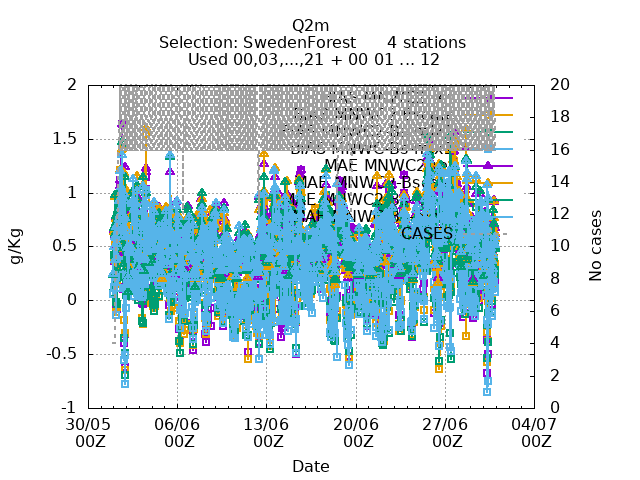 Q2m
Selection: SwedenForest 4 stations
Used 00,03,...,21 + 00 01 ... 12
g/Kg
No cases
2
1.5
1
0.5
0
-0.5
-1
20
18
16
14
12
10
8
6
4
2
0
MAE MNWC2
CASES
30/05 00Z
06/06 00Z
13/06 00Z
20/06 00Z
27/06 00Z
04/07 00Z
Date